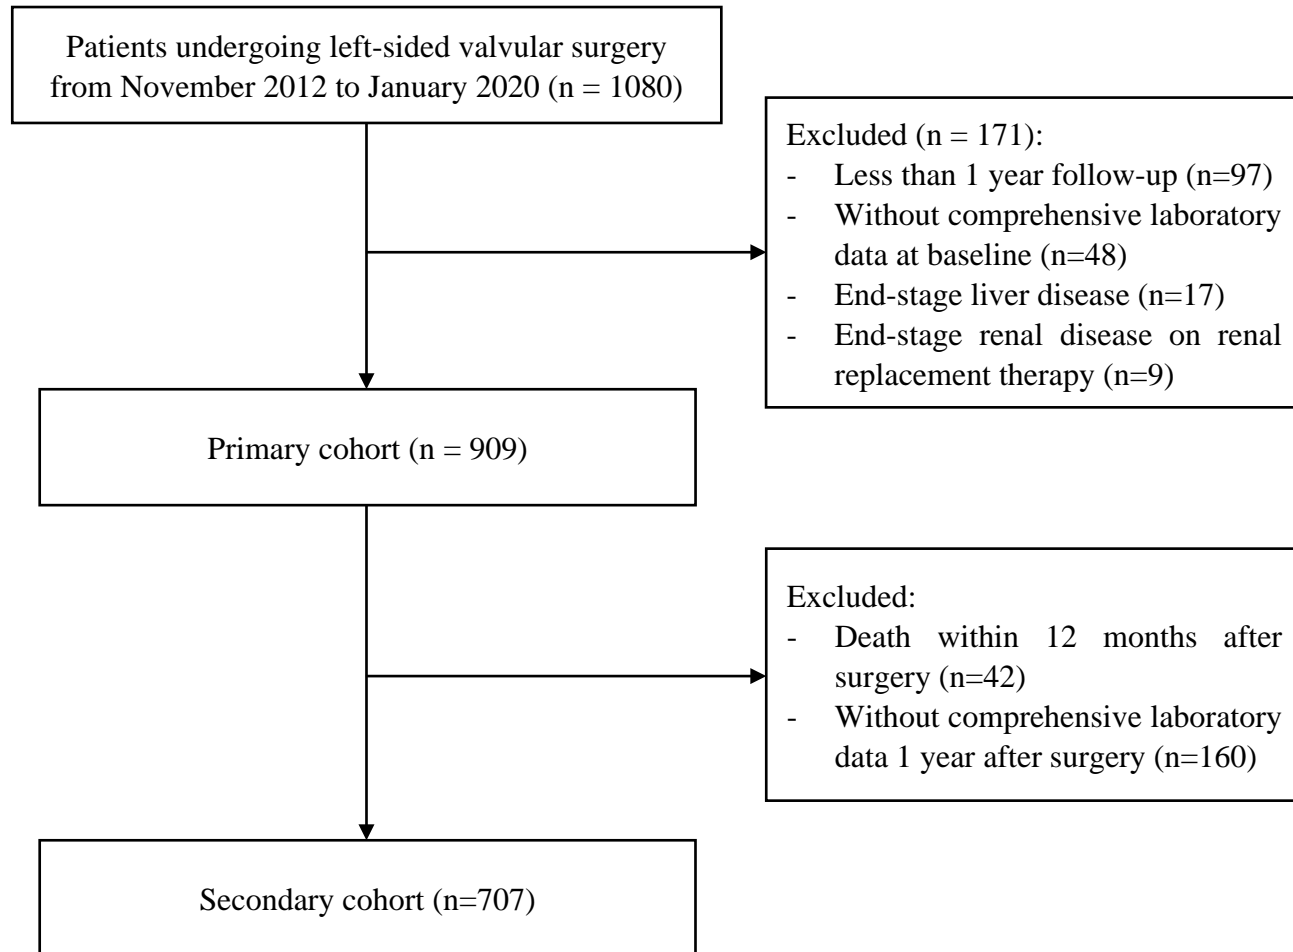 Patients undergoing left-sided valvular surgery
from November 2012 to January 2020 (n = 1080)
Excluded (n = 171):
- Less than 1 year follow-up (n=97)
- Without comprehensive laboratory
data at baseline (n=48)
- End-stage liver disease (n=17)
- End-stage renal disease on renal
replacement therapy (n=9)
Primary cohort (n = 909)
Excluded:
- Death within 12 months after
surgery (n=42)
- Without comprehensive laboratory
data 1 year after surgery (n=160)
Secondary cohort (n=707)